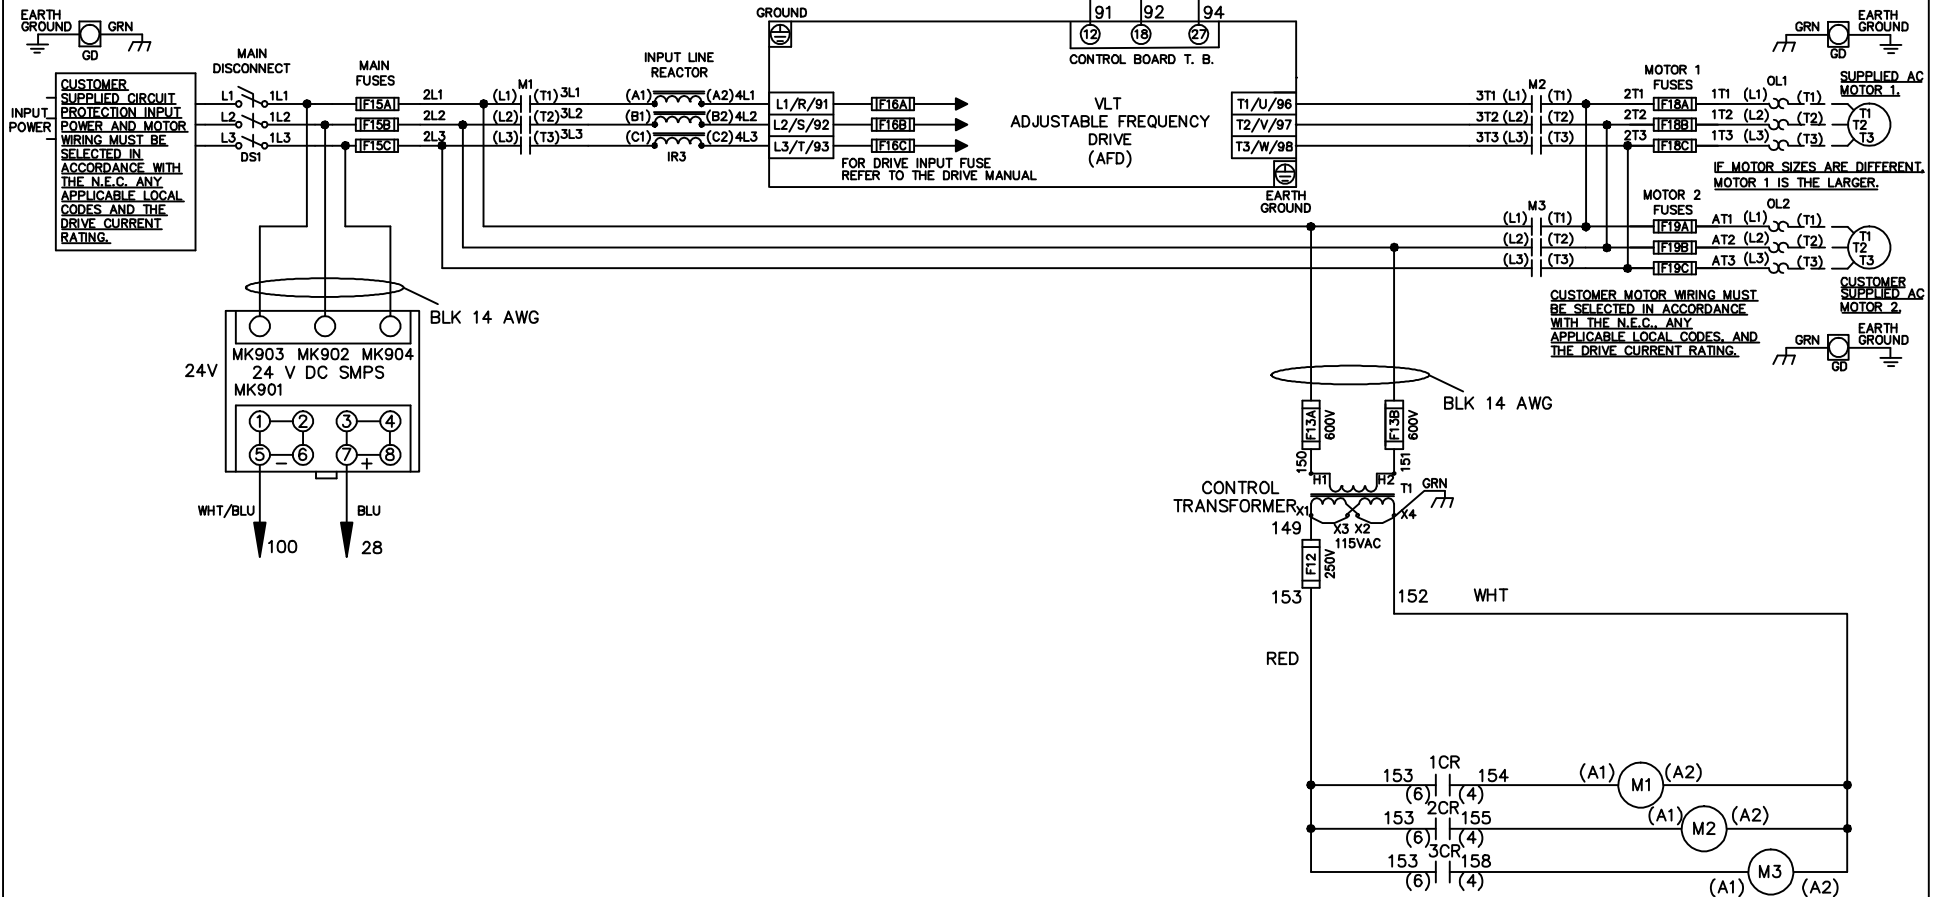 EARTH
GROUND
GRN
GD
MAIN
DISCONNECT
MAIN
FUSES
INPUT LINE
REACTOR
GROUND
91 92 94
12 18 27
CONTROL BOARD T. B.
GRN
EARTH
GROUND
GD
INPUT
POWER
CUSTOMER
SUPPLIED CIRCUIT
PROTECTION INPUT
POWER AND MOTOR
WIRING MUST BE
SELECTED IN
ACCORDANCE WITH
THE N.E.C. ANY
APPLICABLE LOCAL
CODES AND THE
DRIVE CURRENT
RATING.
L1 1L1
L2 1L2
L3 1L3
DS1
F15A
F15B
F15C
2L1
2L2
2L3
M1
(L1) (T1) 3L1
(L2) (T2) 3L2
(L3) (T3) 3L3
(A1) (A2) 4L1
(B1) (B2) 4L2
(C1) (C2) 4L3
IR3
L1/R/91
L2/S/92
L3/T/93
F16A
F16B
F16C
FOR DRIVE INPUT FUSE
REFER TO THE DRIVE MANUAL
VLT
ADJUSTABLE FREQUENCY
DRIVE
(AFD)
T1/U/96
T2/V/97
T3/W/98
EARTH
GROUND
M2
3T1 (L1) (T1)
3T2 (L2) (T2)
3T3 (L3) (T3)
MOTOR 1
FUSES
2T1 F18A 1T1 (L1)
2T2 F18B 1T2 (L2)
2T3 F18C 1T3 (L3)
OL1
(T1)
(T2)
(T3)
SUPPLIED AC
MOTOR 1.
T1
T2
T3
IF MOTOR SIZES ARE DIFFERENT,
MOTOR 1 IS THE LARGER.
M3
(L1) (T1)
(L2) (T2)
(L3) (T3)
MOTOR 2
FUSES
F19A AT1 (L1)
F19B AT2 (L2)
F19C AT3 (L3)
OL2
(T1)
(T2)
(T3)
T1
T2
T3
CUSTOMER
SUPPLIED AC
MOTOR 2.
CUSTOMER MOTOR WIRING MUST
BE SELECTED IN ACCORDANCE
WITH THE N.E.C., ANY
APPLICABLE LOCAL CODES, AND
THE DRIVE CURRENT RATING.
GRN
EARTH
GROUND
GD
BLK 14 AWG
MK903 MK902 MK904
24V
24 V DC SMPS
MK901
1 2 3 4
5 6 7 8
− +
WHT/BLU
BLU
100
28
BLK 14 AWG
F13A
600V
F13B
600V
150
151
H1 H2
T1
GRN
CONTROL
TRANSFORMER
X1
X3 X2
X4
115VAC
149
F12
250V
153
152
WHT
RED
1CR
153 154
(6) (4)
(A1) M1 (A2)
2CR
153 155
(6) (4)
(A1) M2 (A2)
3CR
153 158
(6) (4)
(A1) M3 (A2)